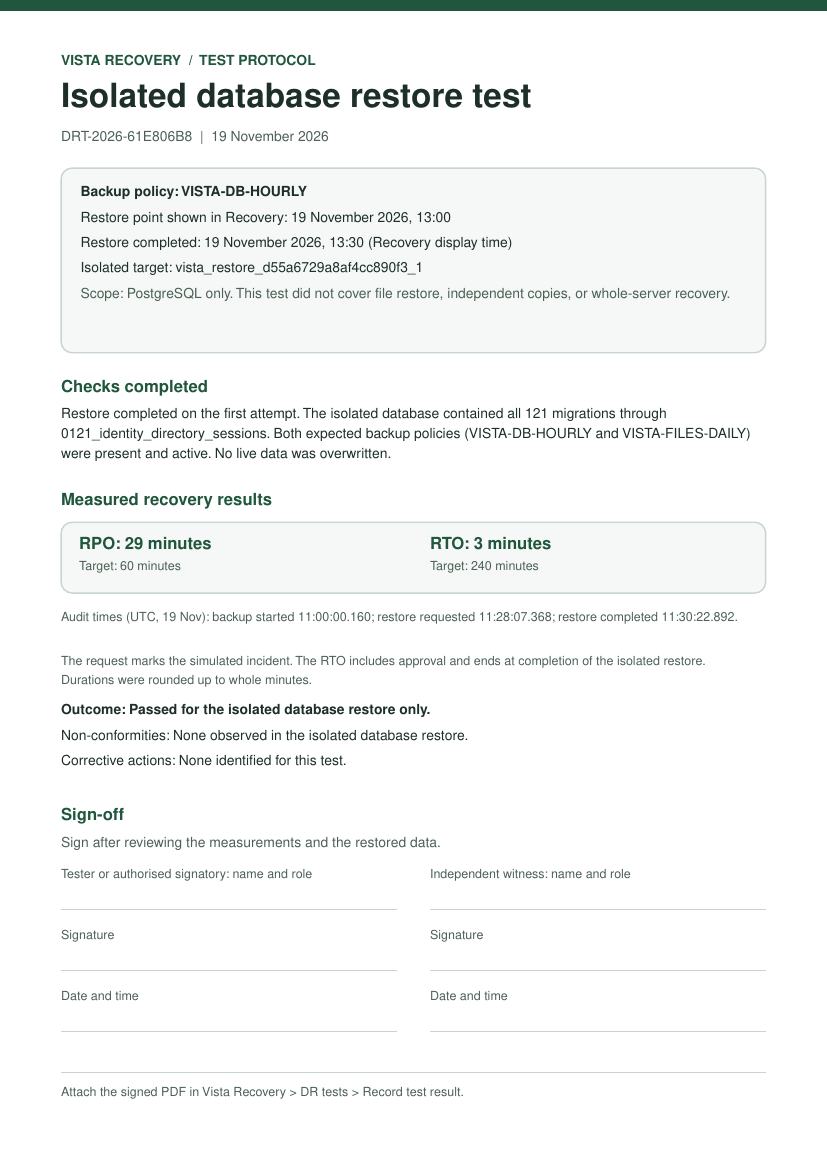 VISTA RECOVERY / TEST PROTOCOL
Isolated database restore test
DRT-2026-61E806B8 | 19 November 2026
Backup policy: VISTA-DB-HOURLY
Restore point shown in Recovery: 19 November 2026, 13:00
Restore completed: 19 November 2026, 13:30 (Recovery display time)
Isolated target: vista_restore_d55a6729a8af4cc890f3_1
Scope: PostgreSQL only. This test did not cover file restore, independent copies, or whole-server recovery.
Checks completed
Restore completed on the first attempt. The isolated database contained all 121 migrations through
0121_identity_directory_sessions. Both expected backup policies (VISTA-DB-HOURLY and VISTA-FILES-DAILY)
were present and active. No live data was overwritten.
Measured recovery results
RPO: 29 minutes
Target: 60 minutes
RTO: 3 minutes
Target: 240 minutes
Audit times (UTC, 19 Nov): backup started 11:00:00.160; restore requested 11:28:07.368; restore completed 11:30:22.892.
The request marks the simulated incident. The RTO includes approval and ends at completion of the isolated restore.
Durations were rounded up to whole minutes.
Outcome: Passed for the isolated database restore only.
Non-conformities: None observed in the isolated database restore.
Corrective actions: None identified for this test.
Sign-off
Sign after reviewing the measurements and the restored data.
Tester or authorised signatory: name and role
Signature
Date and time
Independent witness: name and role
Signature
Date and time
Attach the signed PDF in Vista Recovery > DR tests > Record test result.